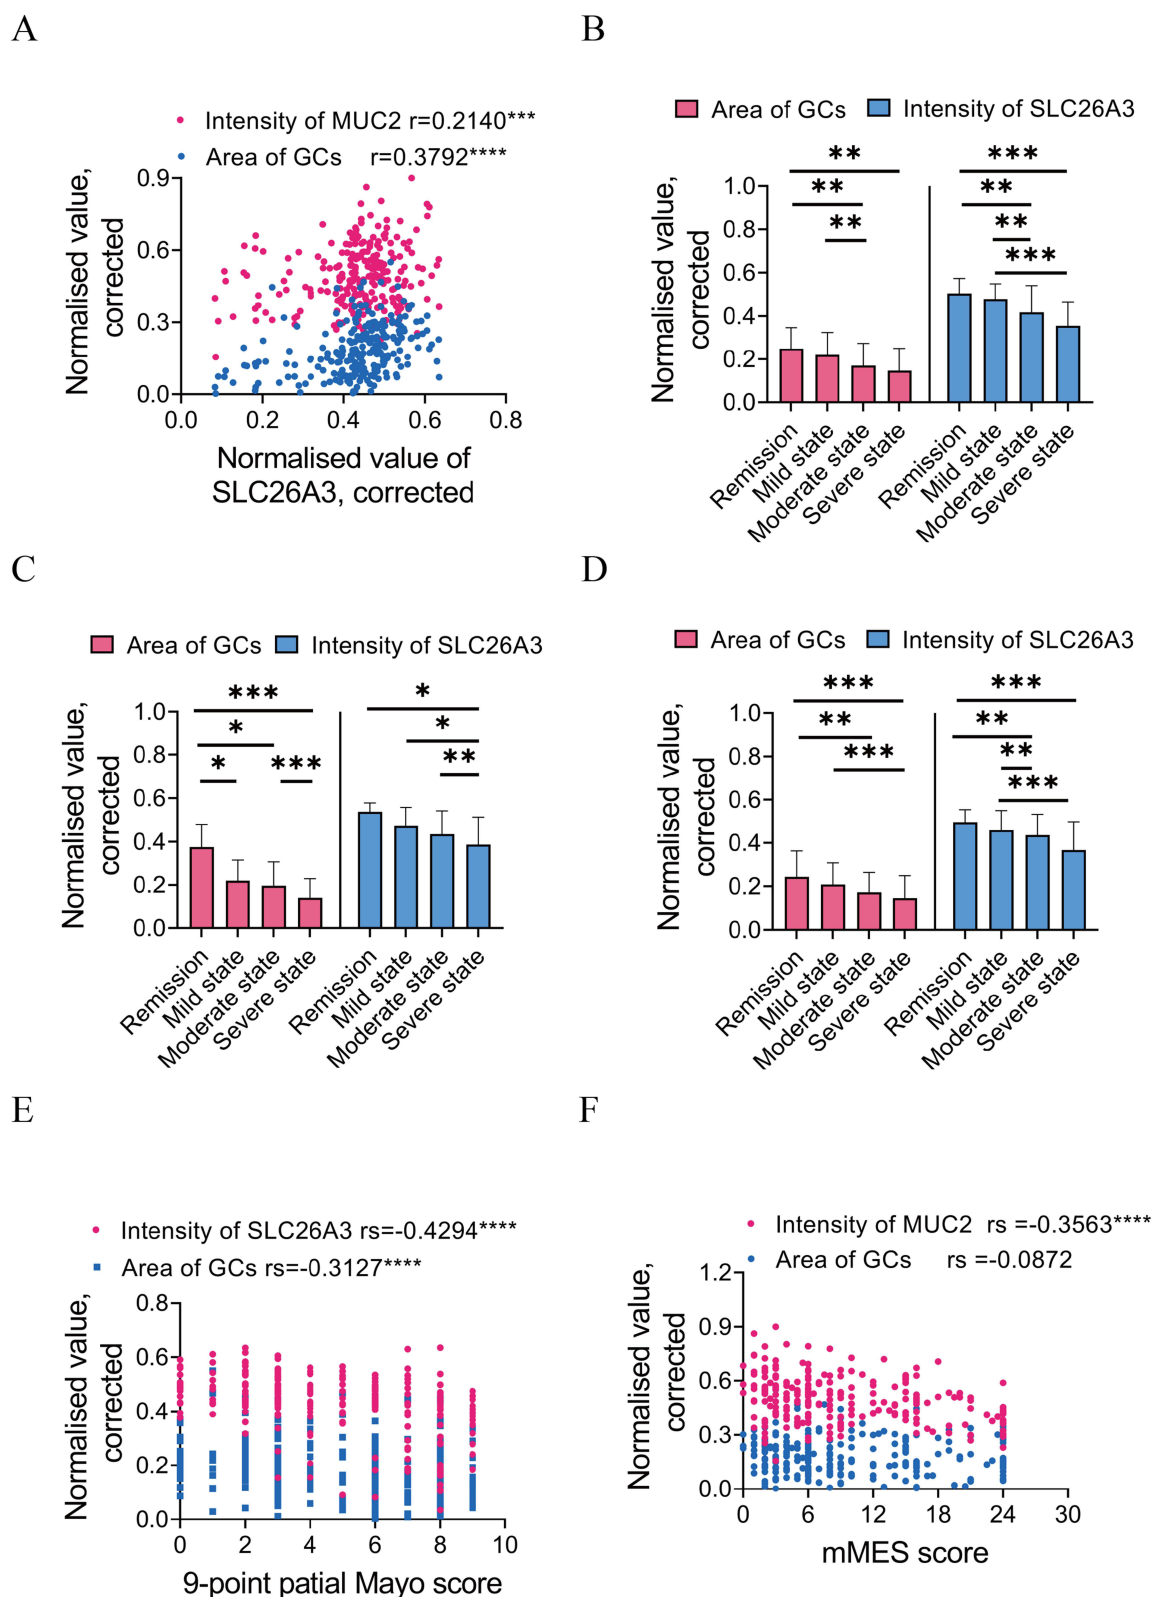 A
Intensity of MUC2 r=0.2140***
Area of GCs r=0.3792****
Normalised value,
corrected
0.9
0.6
0.3
0.0
0.0 0.2 0.4 0.6 0.8
Normalised value of
SLC26A3, corrected
B
Area of GCs Intensity of SLC26A3
** ***
** **
** **
***
Normalised value,
corrected
1.0
0.8
0.6
0.4
0.2
0.0
Remission
Mild state
Moderate state
Severe state
Remission
Mild state
Moderate state
Severe state
C
Area of GCs Intensity of SLC26A3
*** *
* *
* *** **
Normalised value,
corrected
1.0
0.8
0.6
0.4
0.2
0.0
Remission
Mild state
Moderate state
Severe state
Remission
Mild state
Moderate state
Severe state
D
Area of GCs Intensity of SLC26A3
*** ***
** **
*** **
***
Normalised value,
corrected
1.0
0.8
0.6
0.4
0.2
0.0
Remission
Mild state
Moderate state
Severe state
Remission
Mild state
Moderate state
Severe state
E
Intensity of SLC26A3 rs=-0.4294****
Area of GCs rs=-0.3127****
Normalised value,
corrected
0.8
0.6
0.4
0.2
0.0
0 2 4 6 8 10
9-point patial Mayo score
F
Intensity of MUC2 rs =-0.3563****
Area of GCs rs =-0.0872
Normalised value,
corrected
1.2
0.9
0.6
0.3
0.0
0 6 12 18 24 30
mMES score